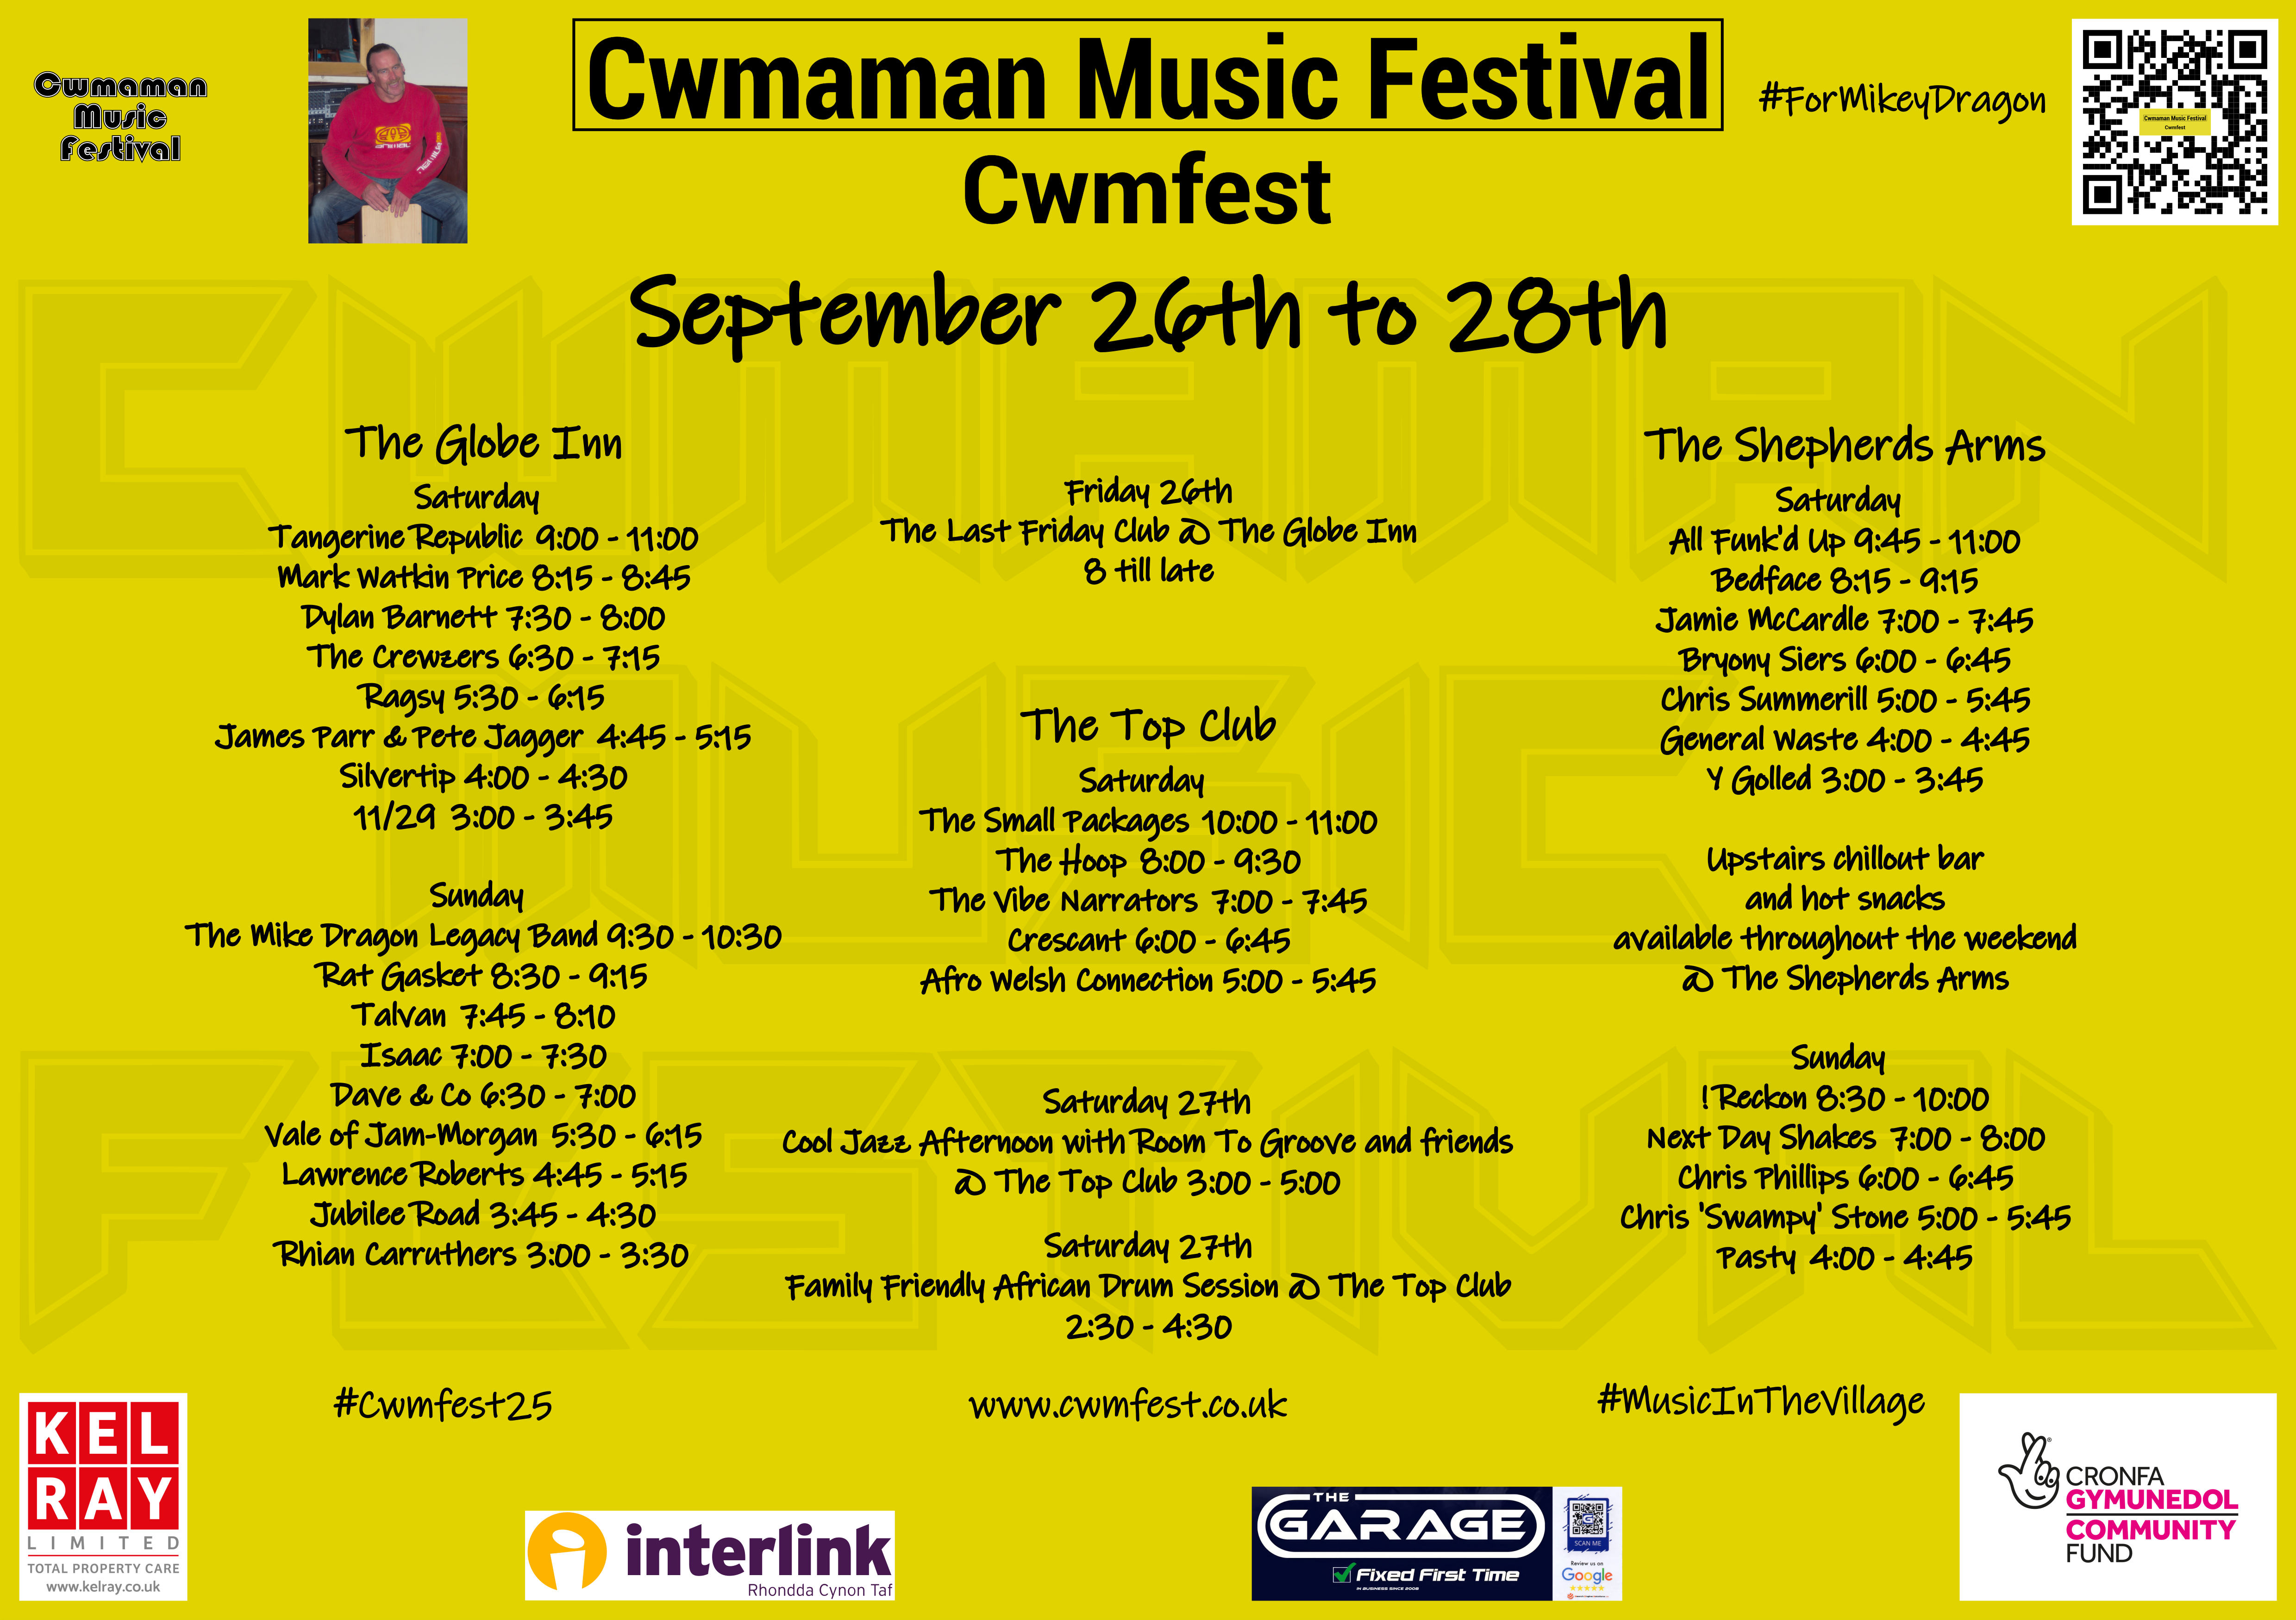 Cwmaman
Music
Festival
Cwmaman Music Festival
Cwmfest
#ForMikeyDragon
Cwmaman Music Festival
Cwmfest
September 26th to 28th
The Globe Inn
Saturday
Tangerine Republic 9:00 - 11:00
Mark Watkin Price 8:15 - 8:45
Dylan Barnett 7:30 - 8:00
The Crewzers 6:30 - 7:15
Ragsy 5:30 - 6:15
James Parr & Pete Jagger 4:45 - 5:15
Silvertip 4:00 - 4:30
11/29 3:00 - 3:45
Sunday
The Mike Dragon Legacy Band 9:30 - 10:30
Rat Gasket 8:30 - 9:15
Talvan 7:45 - 8:10
Isaac 7:00 - 7:30
Dave & Co 6:30 - 7:00
Vale of Jam-Morgan 5:30 - 6:15
Lawrence Roberts 4:45 - 5:15
Jubilee Road 3:45 - 4:30
Rhian Carruthers 3:00 - 3:30
Friday 26th
The Last Friday Club @ The Globe Inn
8 till late
The Top Club
Saturday
The Small Packages 10:00 - 11:00
The Hoop 8:00 - 9:30
The Vibe Narrators 7:00 - 7:45
Crescant 6:00 - 6:45
Afro Welsh Connection 5:00 - 5:45
Saturday 27th
Cool Jazz Afternoon with Room To Groove and friends
@ The Top Club 3:00 - 5:00
Saturday 27th
Family Friendly African Drum Session @ The Top Club
2:30 - 4:30
The Shepherds Arms
Saturday
All Funk'd Up 9:45 - 11:00
Bedface 8:15 - 9:15
Jamie McCardle 7:00 - 7:45
Bryony Siers 6:00 - 6:45
Chris Summerill 5:00 - 5:45
General Waste 4:00 - 4:45
Y Golled 3:00 - 3:45
Upstairs chillout bar
and hot snacks
available throughout the weekend
@ The Shepherds Arms
Sunday
! Reckon 8:30 - 10:00
Next Day Shakes 7:00 - 8:00
Chris Phillips 6:00 - 6:45
Chris 'Swampy' Stone 5:00 - 5:45
Pasty 4:00 - 4:45
CWMAMAN
MUSIC
FESTIVAL
#Cwmfest25
www.cwmfest.co.uk
#MusicInTheVillage
KEL
RAY
LIMITED
TOTAL PROPERTY CARE
www.kelray.co.uk
interlink
Rhondda Cynon Taf
THE
GARAGE
Fixed First Time
IN BUSINESS SINCE 2008
SCAN ME
Review us on
Google
CRONFA
GYMUNEDOL
COMMUNITY
FUND